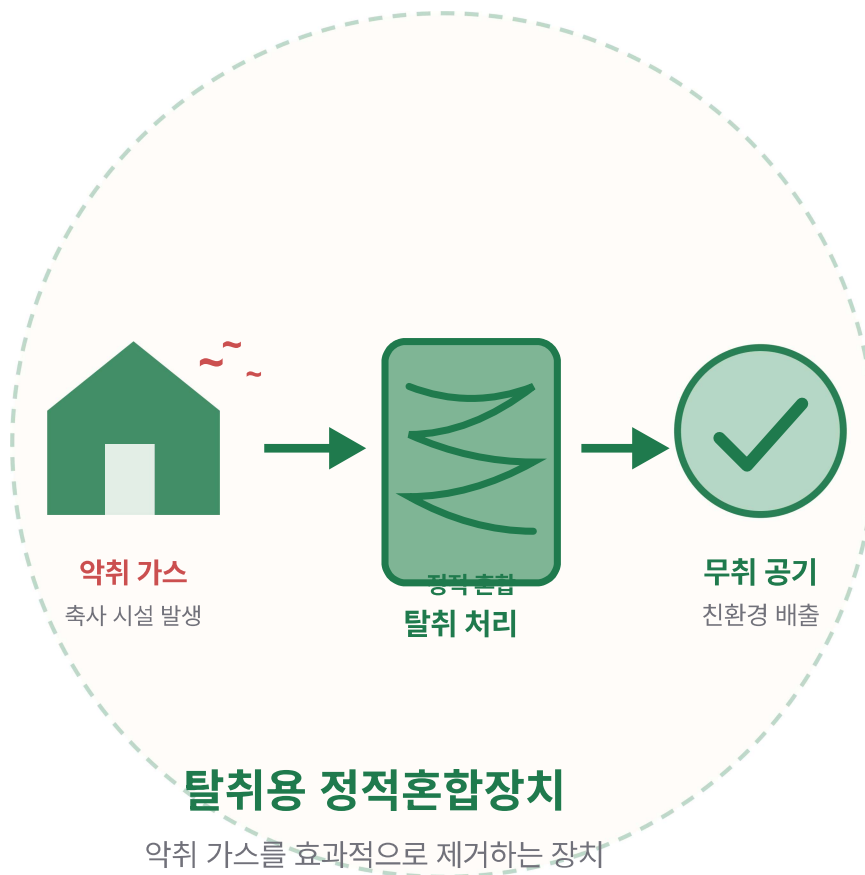 악취 가스
축사 시설 발생
정적 혼합
탈취 처리
무취 공기
친환경 배출
탈취용 정적혼합장치
악취 가스를 효과적으로 제거하는 장치